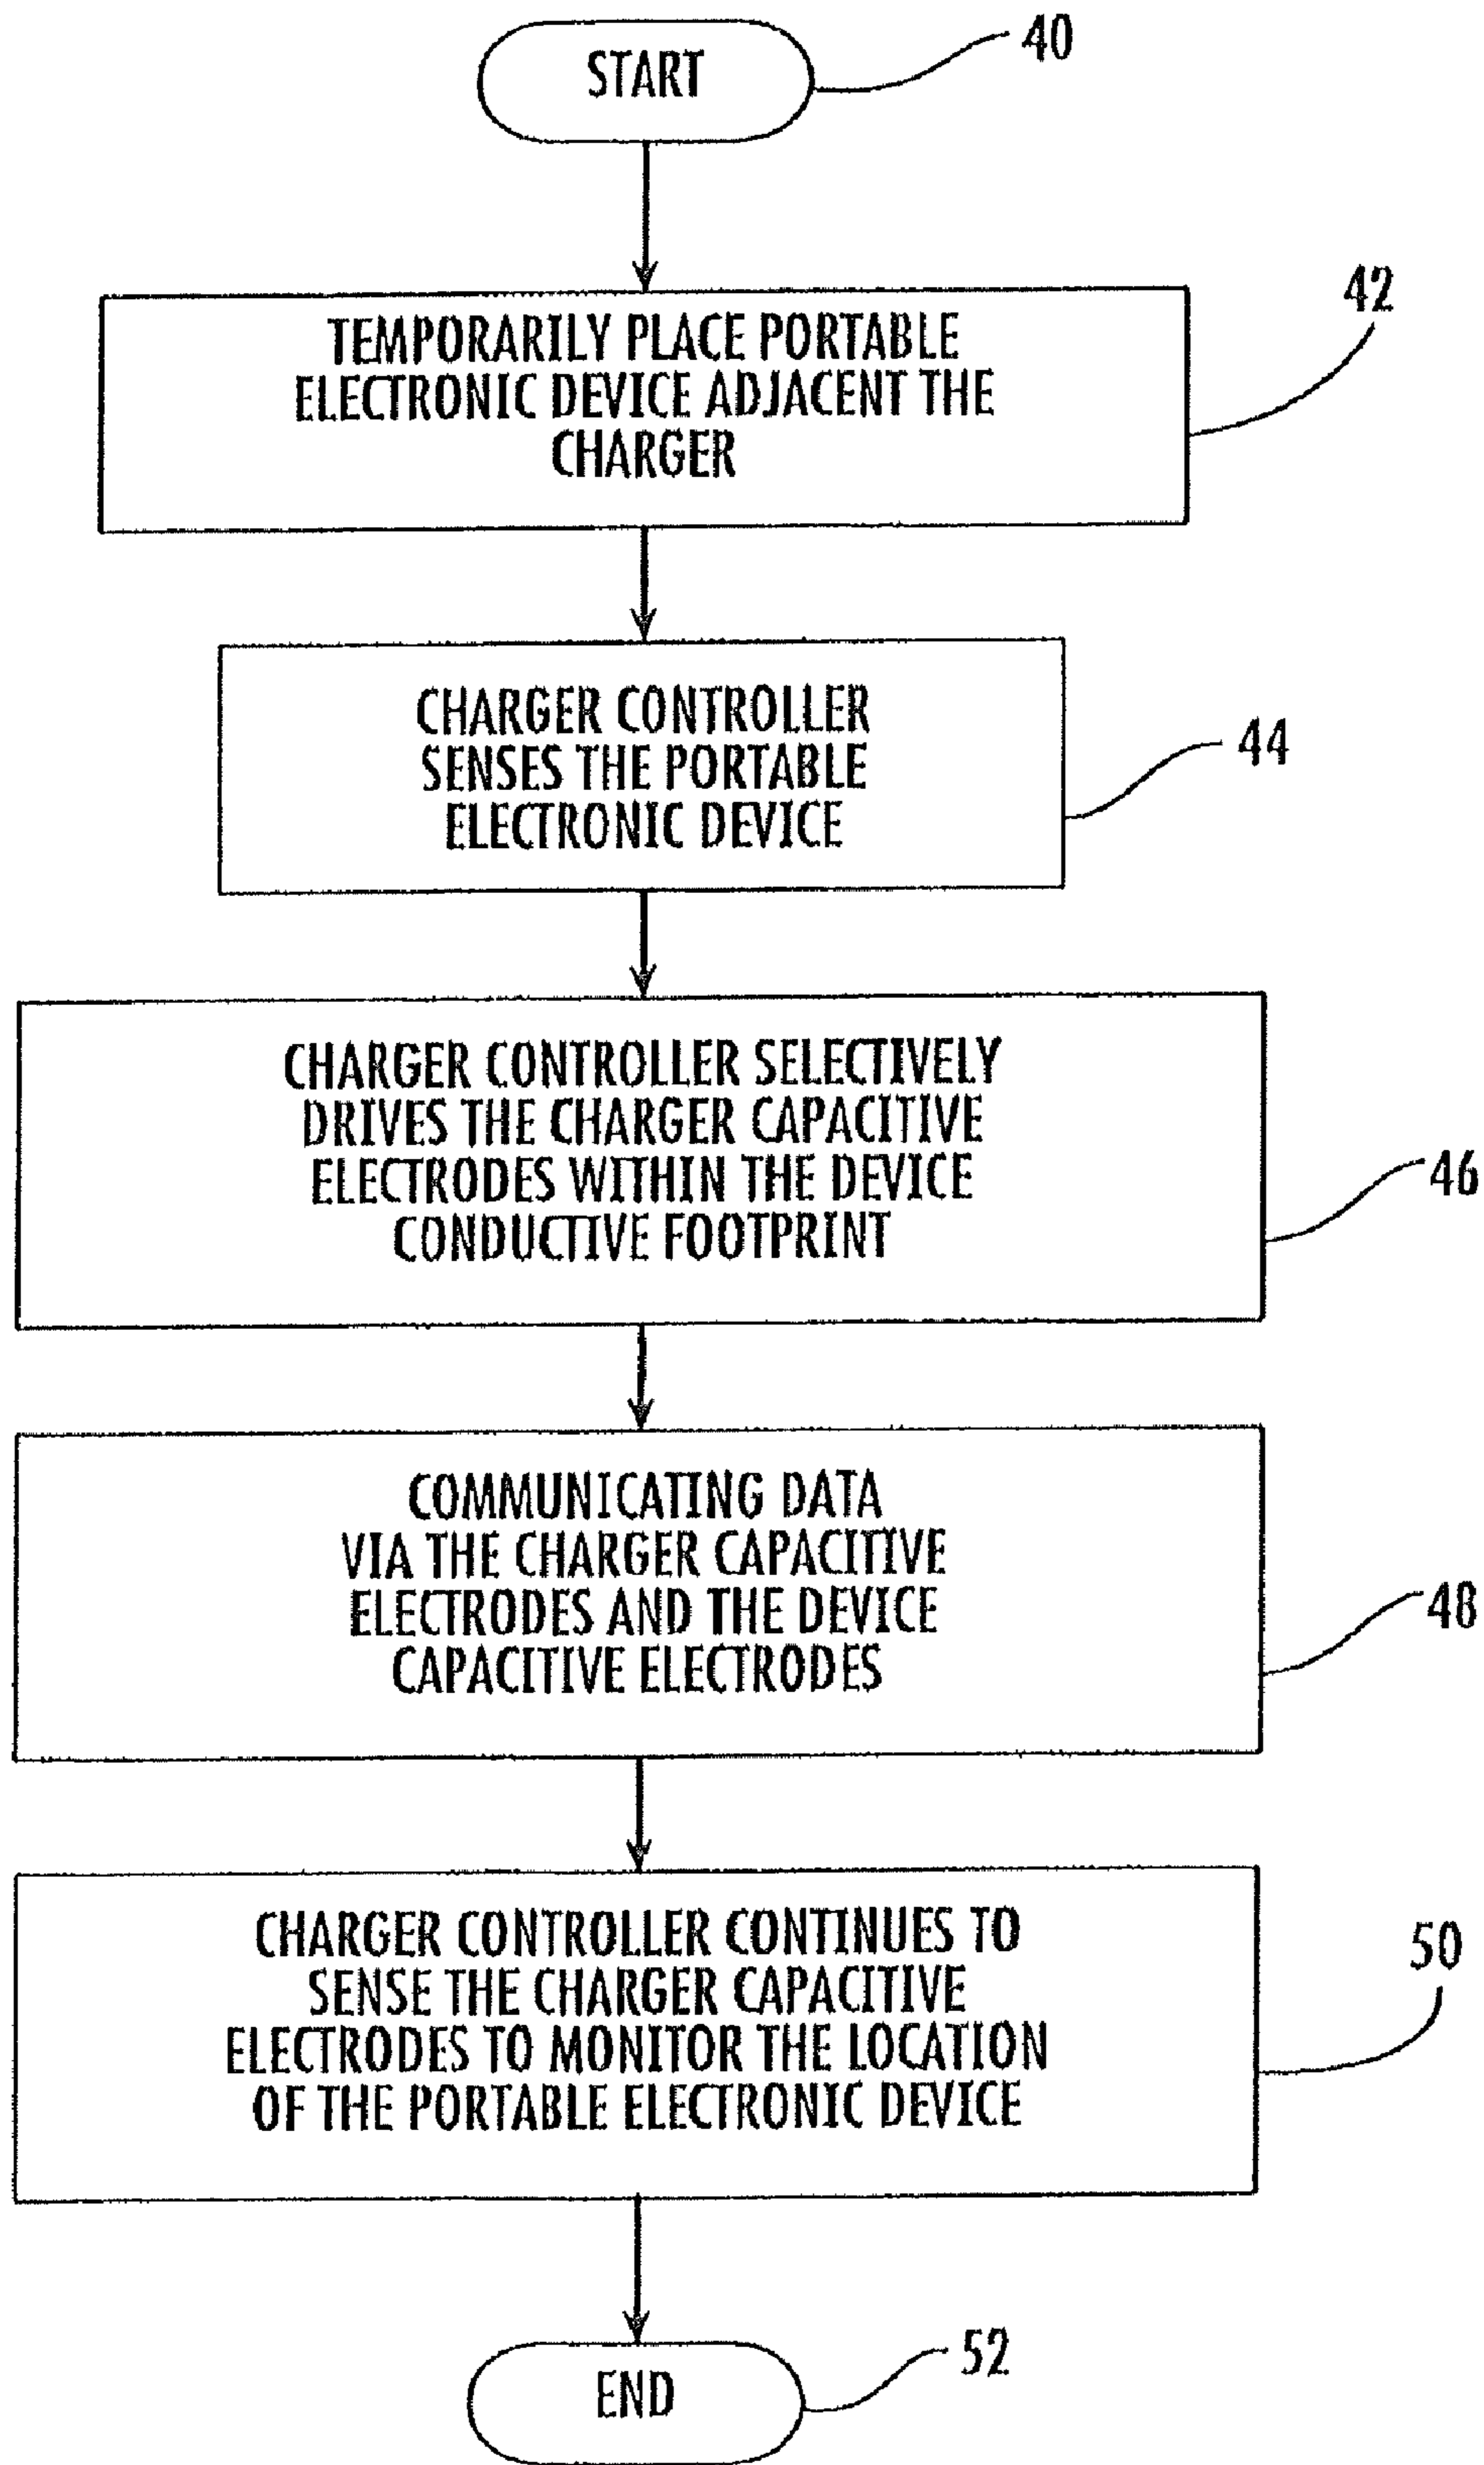 START
40
TEMPORARILY PLACE PORTABLE
ELECTRONIC DEVICE ADJACENT THE
CHARGER
42
CHARGER CONTROLLER
SENSES THE PORTABLE
ELECTRONIC DEVICE
44
CHARGER CONTROLLER SELECTIVELY
DRIVES THE CHARGER CAPACITIVE
ELECTRODES WITHIN THE DEVICE
CONDUCTIVE FOOTPRINT
46
COMMUNICATING DATA
VIA THE CHARGER CAPACITIVE
ELECTRODES AND THE DEVICE
CAPACITIVE ELECTRODES
48
CHARGER CONTROLLER CONTINUES TO
SENSE THE CHARGER CAPACITIVE
ELECTRODES TO MONITOR THE LOCATION
OF THE PORTABLE ELECTRONIC DEVICE
50
END
52